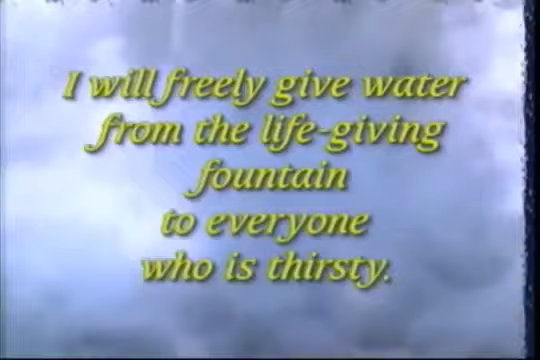 I will freely give water
from the life-giving
fountain
to everyone
who is thirsty.